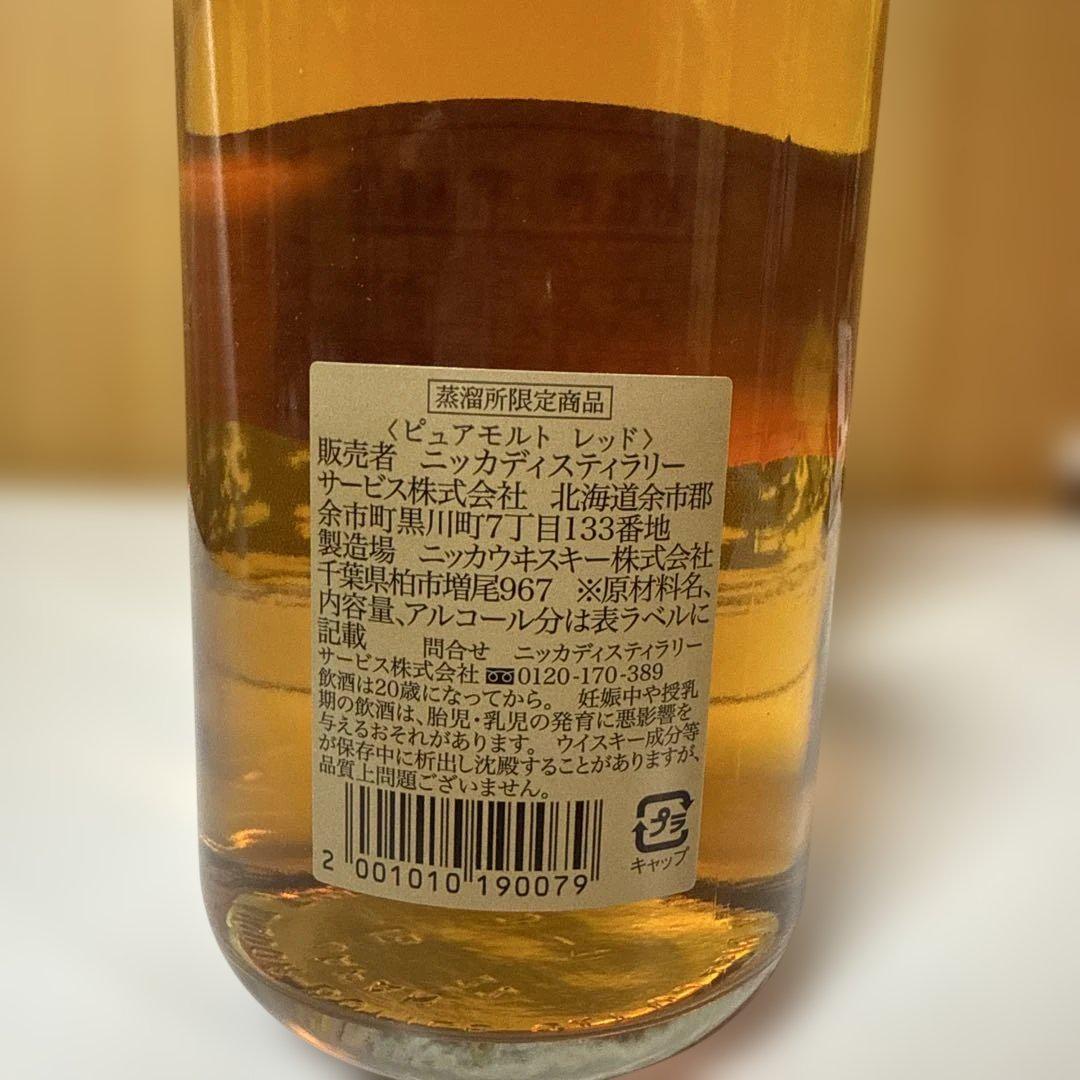 蒸溜所限定商品
〈ピュアモルト レッド〉
販売者 ニッカディスティラリー
サービス株式会社 北海道余市郡
余市町黒川町7丁目133番地
製造場 ニッカウヰスキー株式会社
千葉県柏市増尾967 ※原材料名、
内容量、アルコール分は表ラベルに
記載 問合せ ニッカディスティラリー
サービス株式会社 0120-170-389
飲酒は20歳になってから。 妊娠中や授乳
期の飲酒は、胎児・乳児の発育に悪影響を
与えるおそれがあります。 ウイスキー成分等
が保存中に析出し沈殿することがありますが、
品質上問題ございません。
プラ
キャップ
2 001010 190079